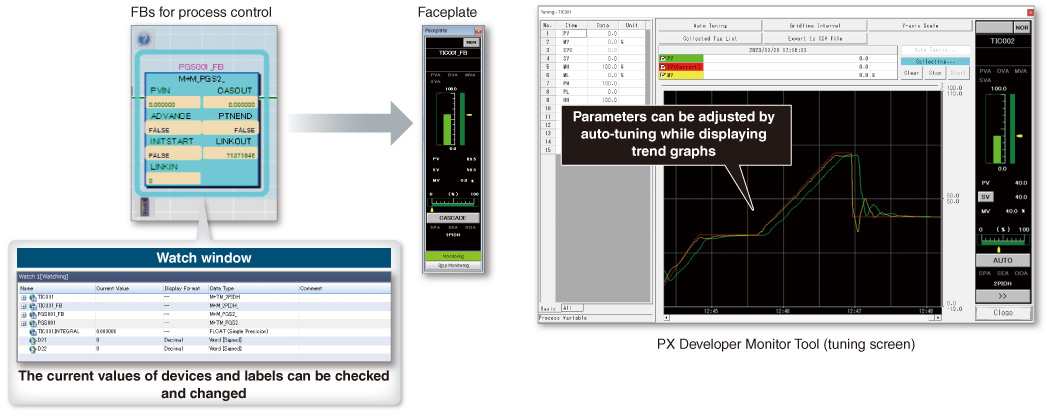 FBs for process control
PGS001_FB
M+M_PGS2_
PVIN CASOUT
0.000000 0.000000
ADVANCE PTNEND
FALSE FALSE
INITSTART LINKOUT
FALSE 71371846
LINKIN
0
Watch window
Watch 1[Watching]
Name Current Value Display Format Data Type Comment
TIC001 --- M+TM_2PIDH_
TIC001_FB --- M+M_2PIDH_
PGS001_FB --- M+M_PGS2_
PGS001 --- M+TM_PGS2_
TIC001_INTEGRAL 0.000000 --- FLOAT (Single Precision)
D21 0 Decimal Word [Signed]
D22 0 Decimal Word [Signed]
The current values of devices and labels can be checked
and changed
Faceplate
Faceplate
NOR
TIC001_FB
PVA DVA MVA
SVA
100.0
0.0
PV
SV
MV 0.0 %
0 (%) 100
CASCADE
SPA SEA OOA
2PIDH
Monitoring
Stop Monitoring
Tuning - TIC001
No. Item Data Unit
1 PV 0.0
2 MV 0.0 %
3 SVC 0.0
4 SV 0.0
5 MH 100.0 %
6 ML 0.0 %
7 PH 100.0
8 PL 0.0
9 HH 100.0
10
11
12
13
14
15
Basic All
Process Variable
Auto Tuning Gridline Interval Y-axis Scale
Collected Tag List Export to CSV File
PV 0.0
SV(Current) 0.0
MV 0.0 %
Auto Tuning...
Collecting...
Clear Stop Start
100.0
110.0
50.0
50.0
0.0
-10.0
12:45 12:46 12:47 12:48
Parameters can be adjusted by
auto-tuning while displaying
trend graphs
NOR
TIC002
PVA DVA MVA
SVA
100.0
0.0
PV 40.0
SV 40.0
MV 40.0 %
0 (%) 100
AUTO
SPA SEA OOA
2PIDH
>>
Close
PX Developer Monitor Tool (tuning screen)